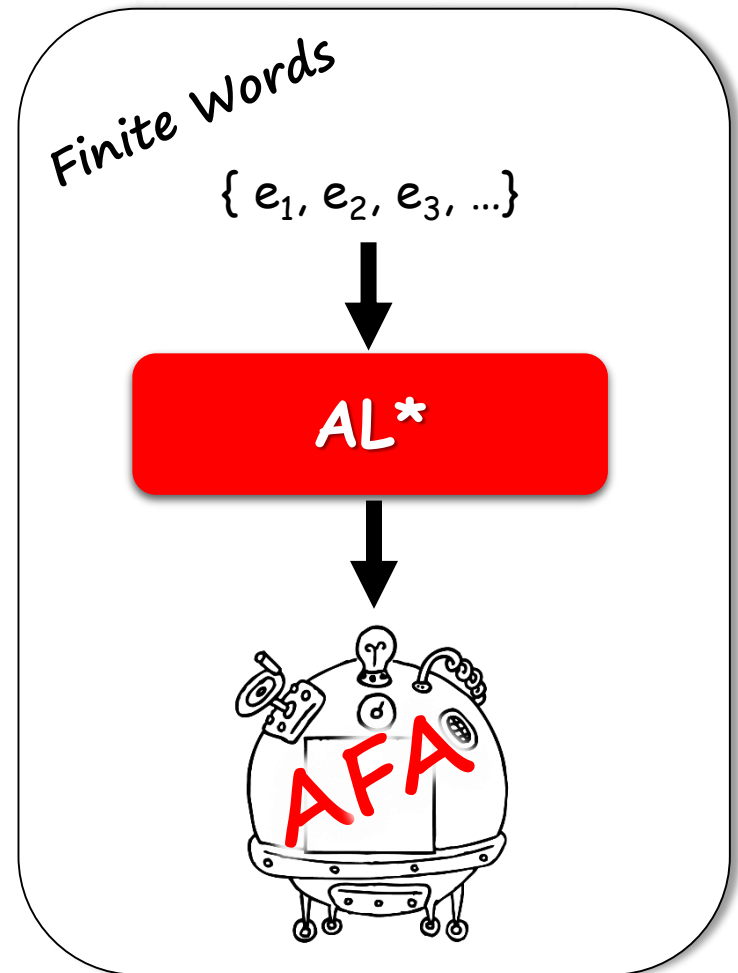 Finite Words
{ e₁, e₂, e₃, ...}
AL*
AFA